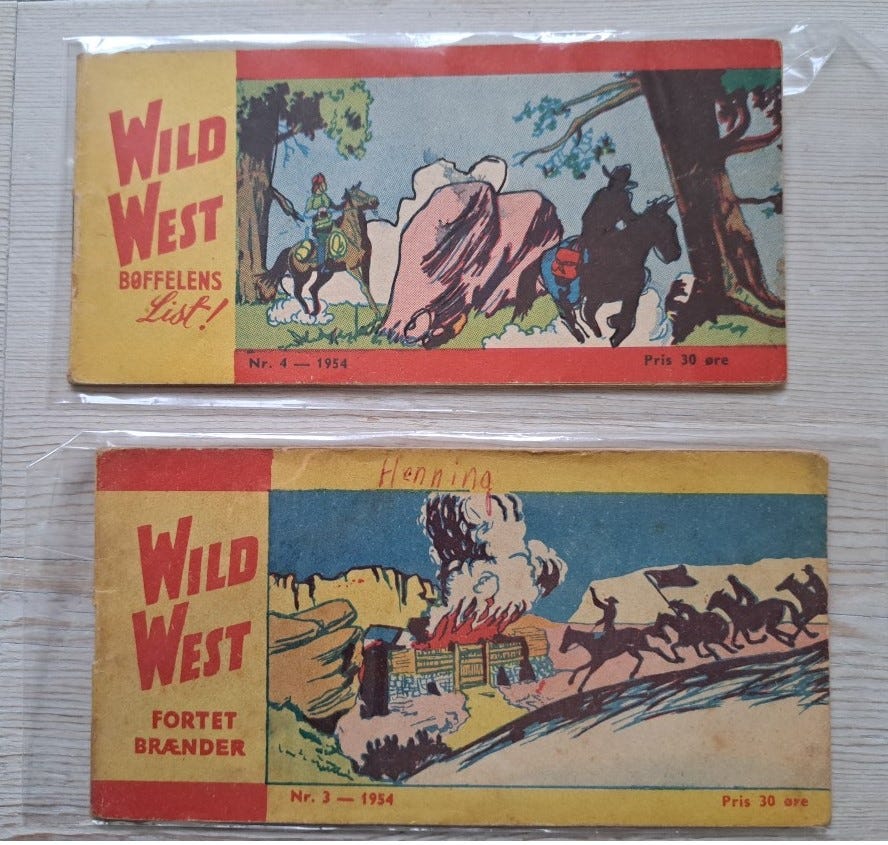 WILD
WEST
BØFFELENS
List!
Nr. 4 — 1954
Pris 30 øre
Henning
WILD
WEST
FORTET
BRÆNDER
Nr. 3 — 1954
Pris 30 øre